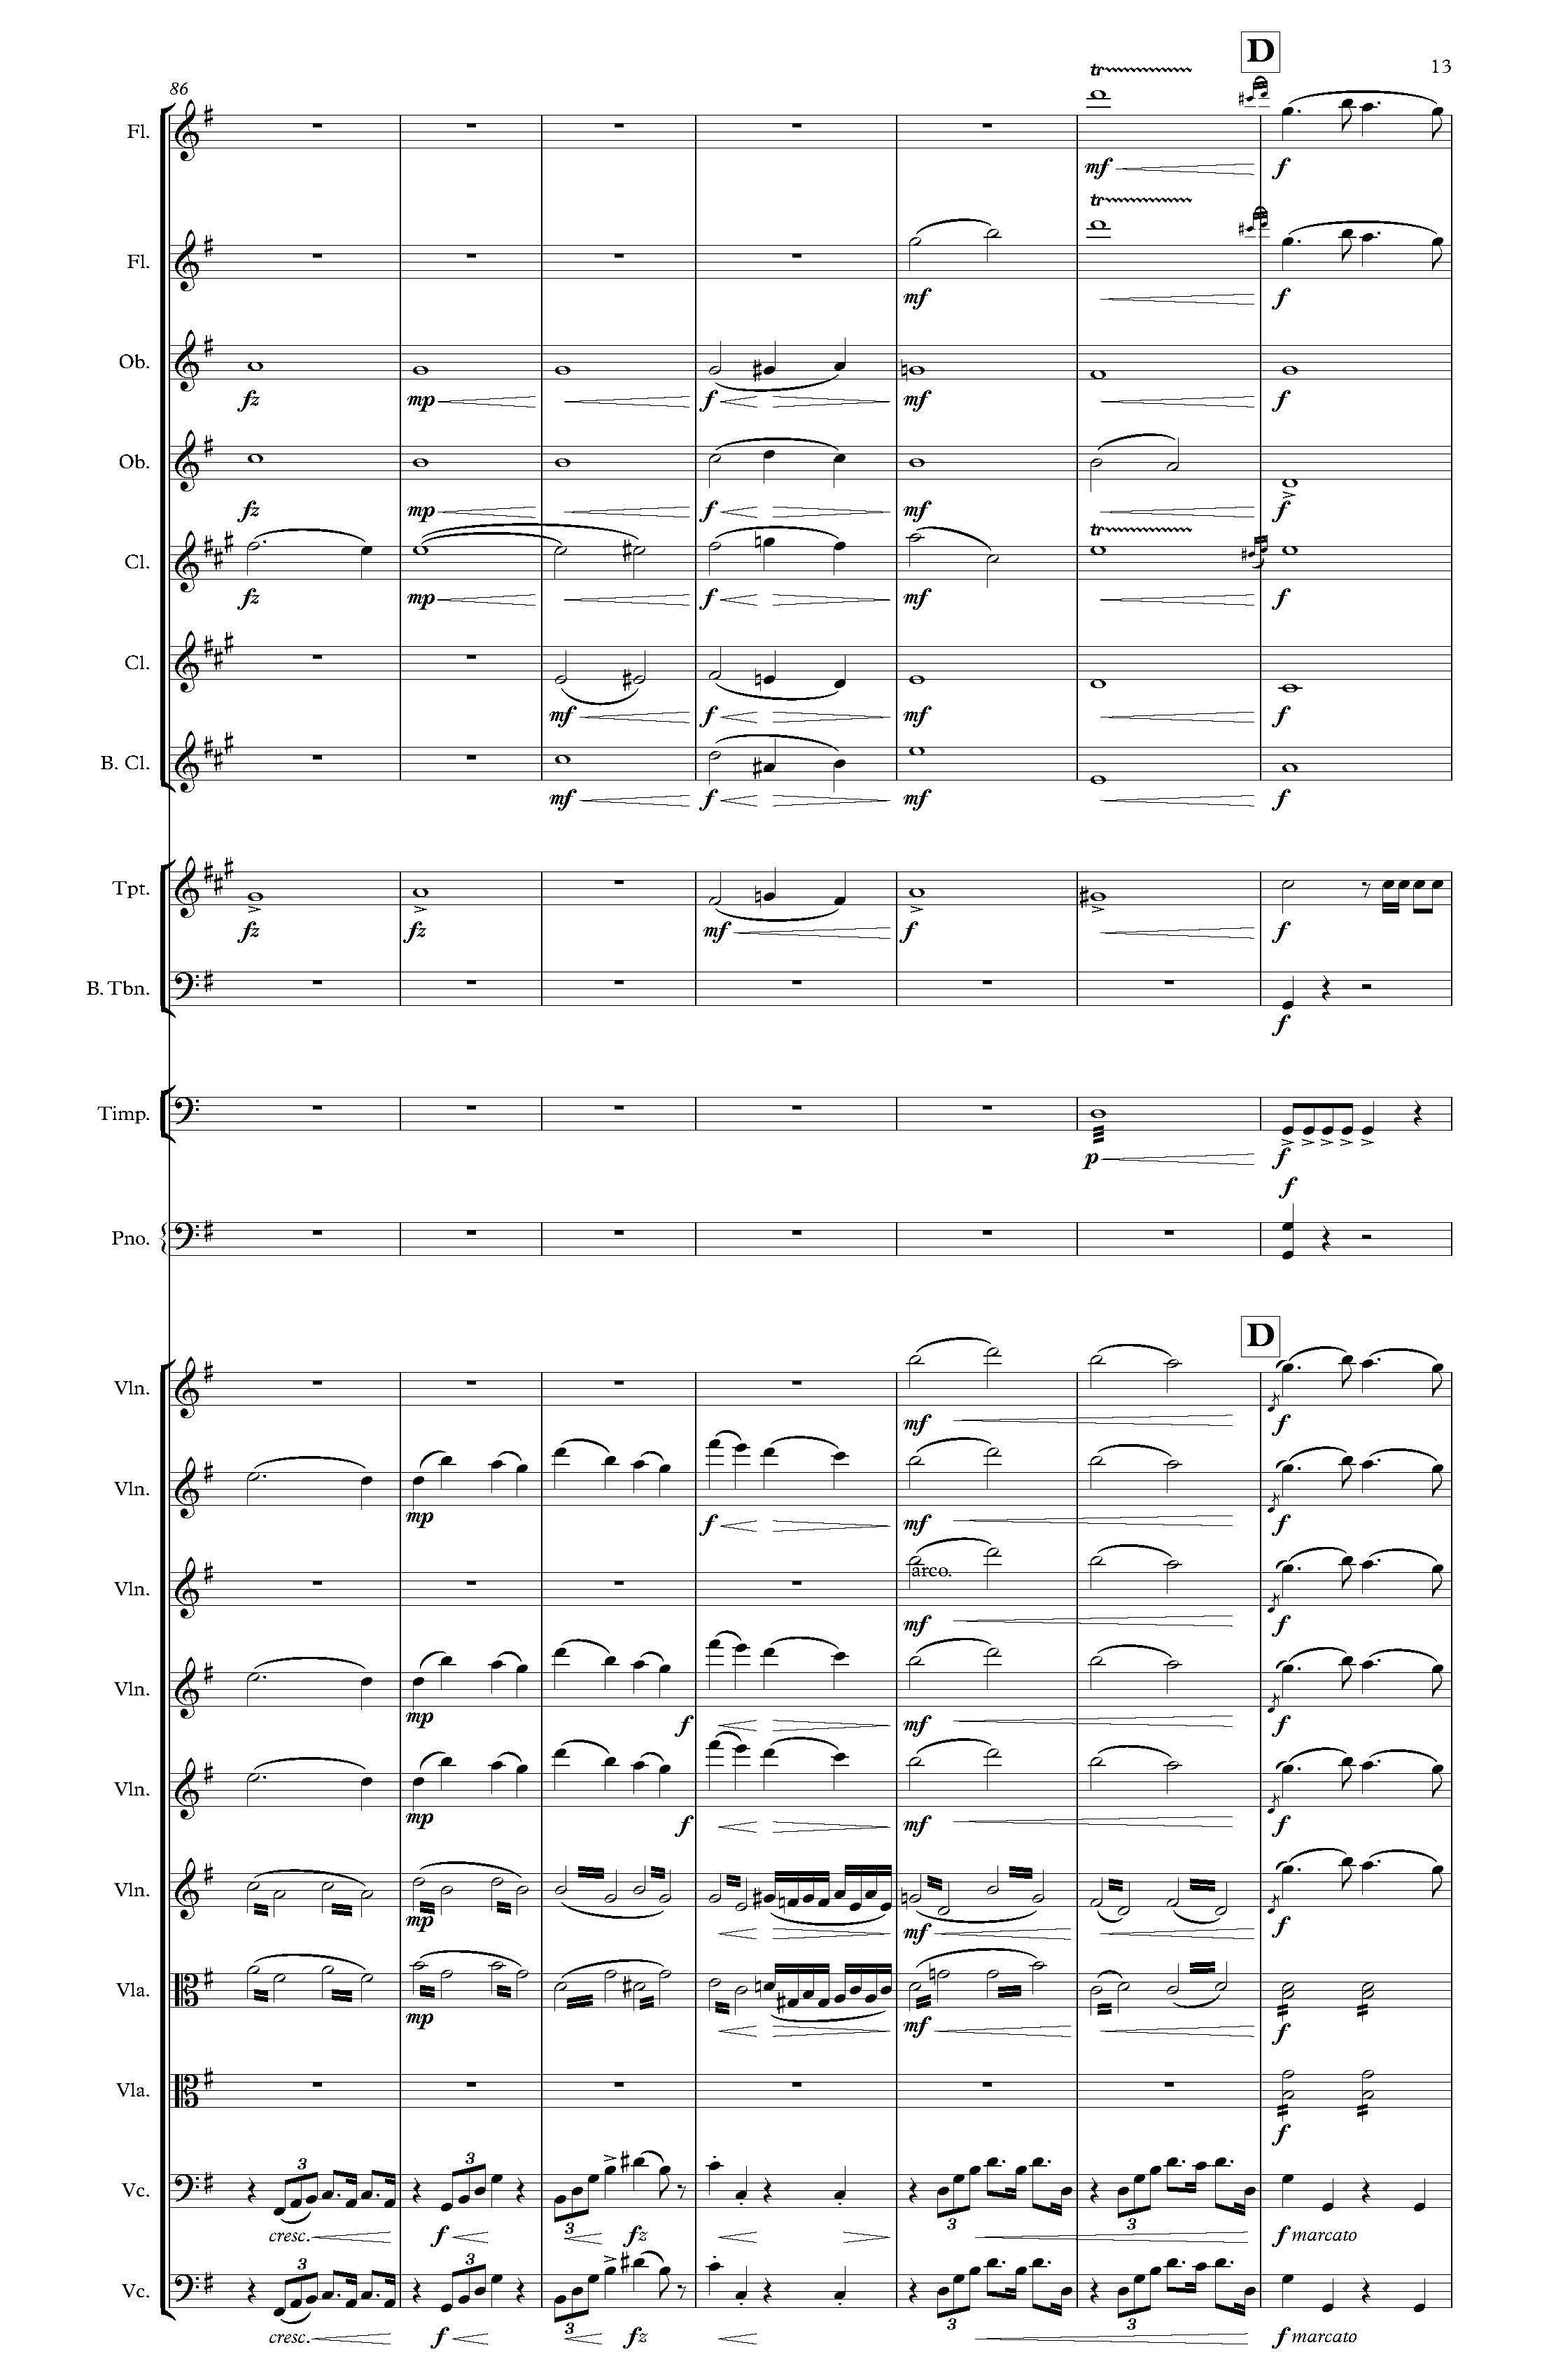 D
13
86
tr
Fl.
mf
f
tr
Fl.
mf
f
Ob.
fz
mp
f
mf
f
Ob.
fz
mp
f
mf
f
tr
Cl.
fz
mp
f
mf
f
Cl.
mf
f
mf
f
B. Cl.
mf
f
mf
f
Tpt.
fz
fz
mf
f
f
B. Tbn.
f
Timp.
p
f
f
Pno.
D
Vln.
mf
f
Vln.
mp
f
mf
f
Vln.
arco.
mf
f
Vln.
mp
f
mf
f
Vln.
mp
f
mf
f
Vln.
mp
mf
f
Vla.
mp
mf
f
Vla.
f
3 3
Vc.
3 3 3
cresc. f fz f marcato
3 3
Vc.
3 3 3
cresc. f fz f marcato